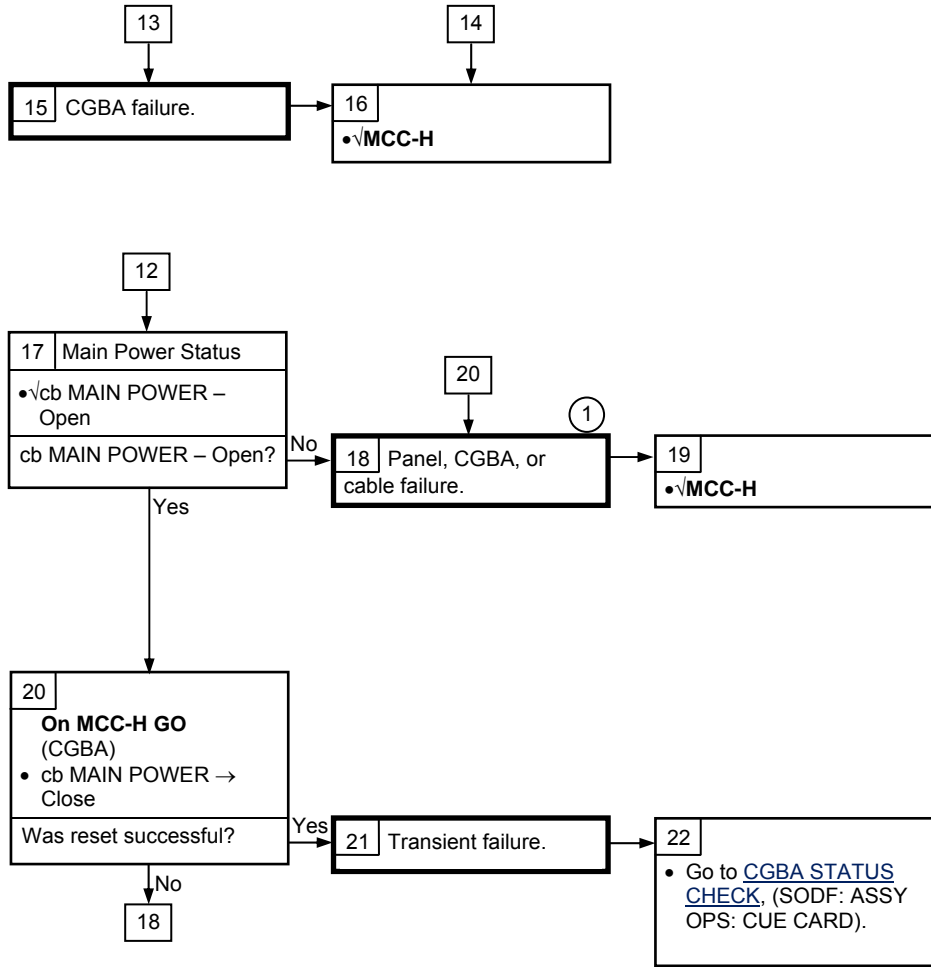 13
14
15 CGBA failure.
16
•√MCC-H
12
17 Main Power Status
•√cb MAIN POWER –
Open
cb MAIN POWER – Open?
No
Yes
20
1
18 Panel, CGBA, or
cable failure.
19
•√MCC-H
20
On MCC-H GO
(CGBA)
• cb MAIN POWER →
Close
Was reset successful?
Yes
No
18
21 Transient failure.
22
• Go to CGBA STATUS
CHECK, (SODF: ASSY
OPS: CUE CARD).